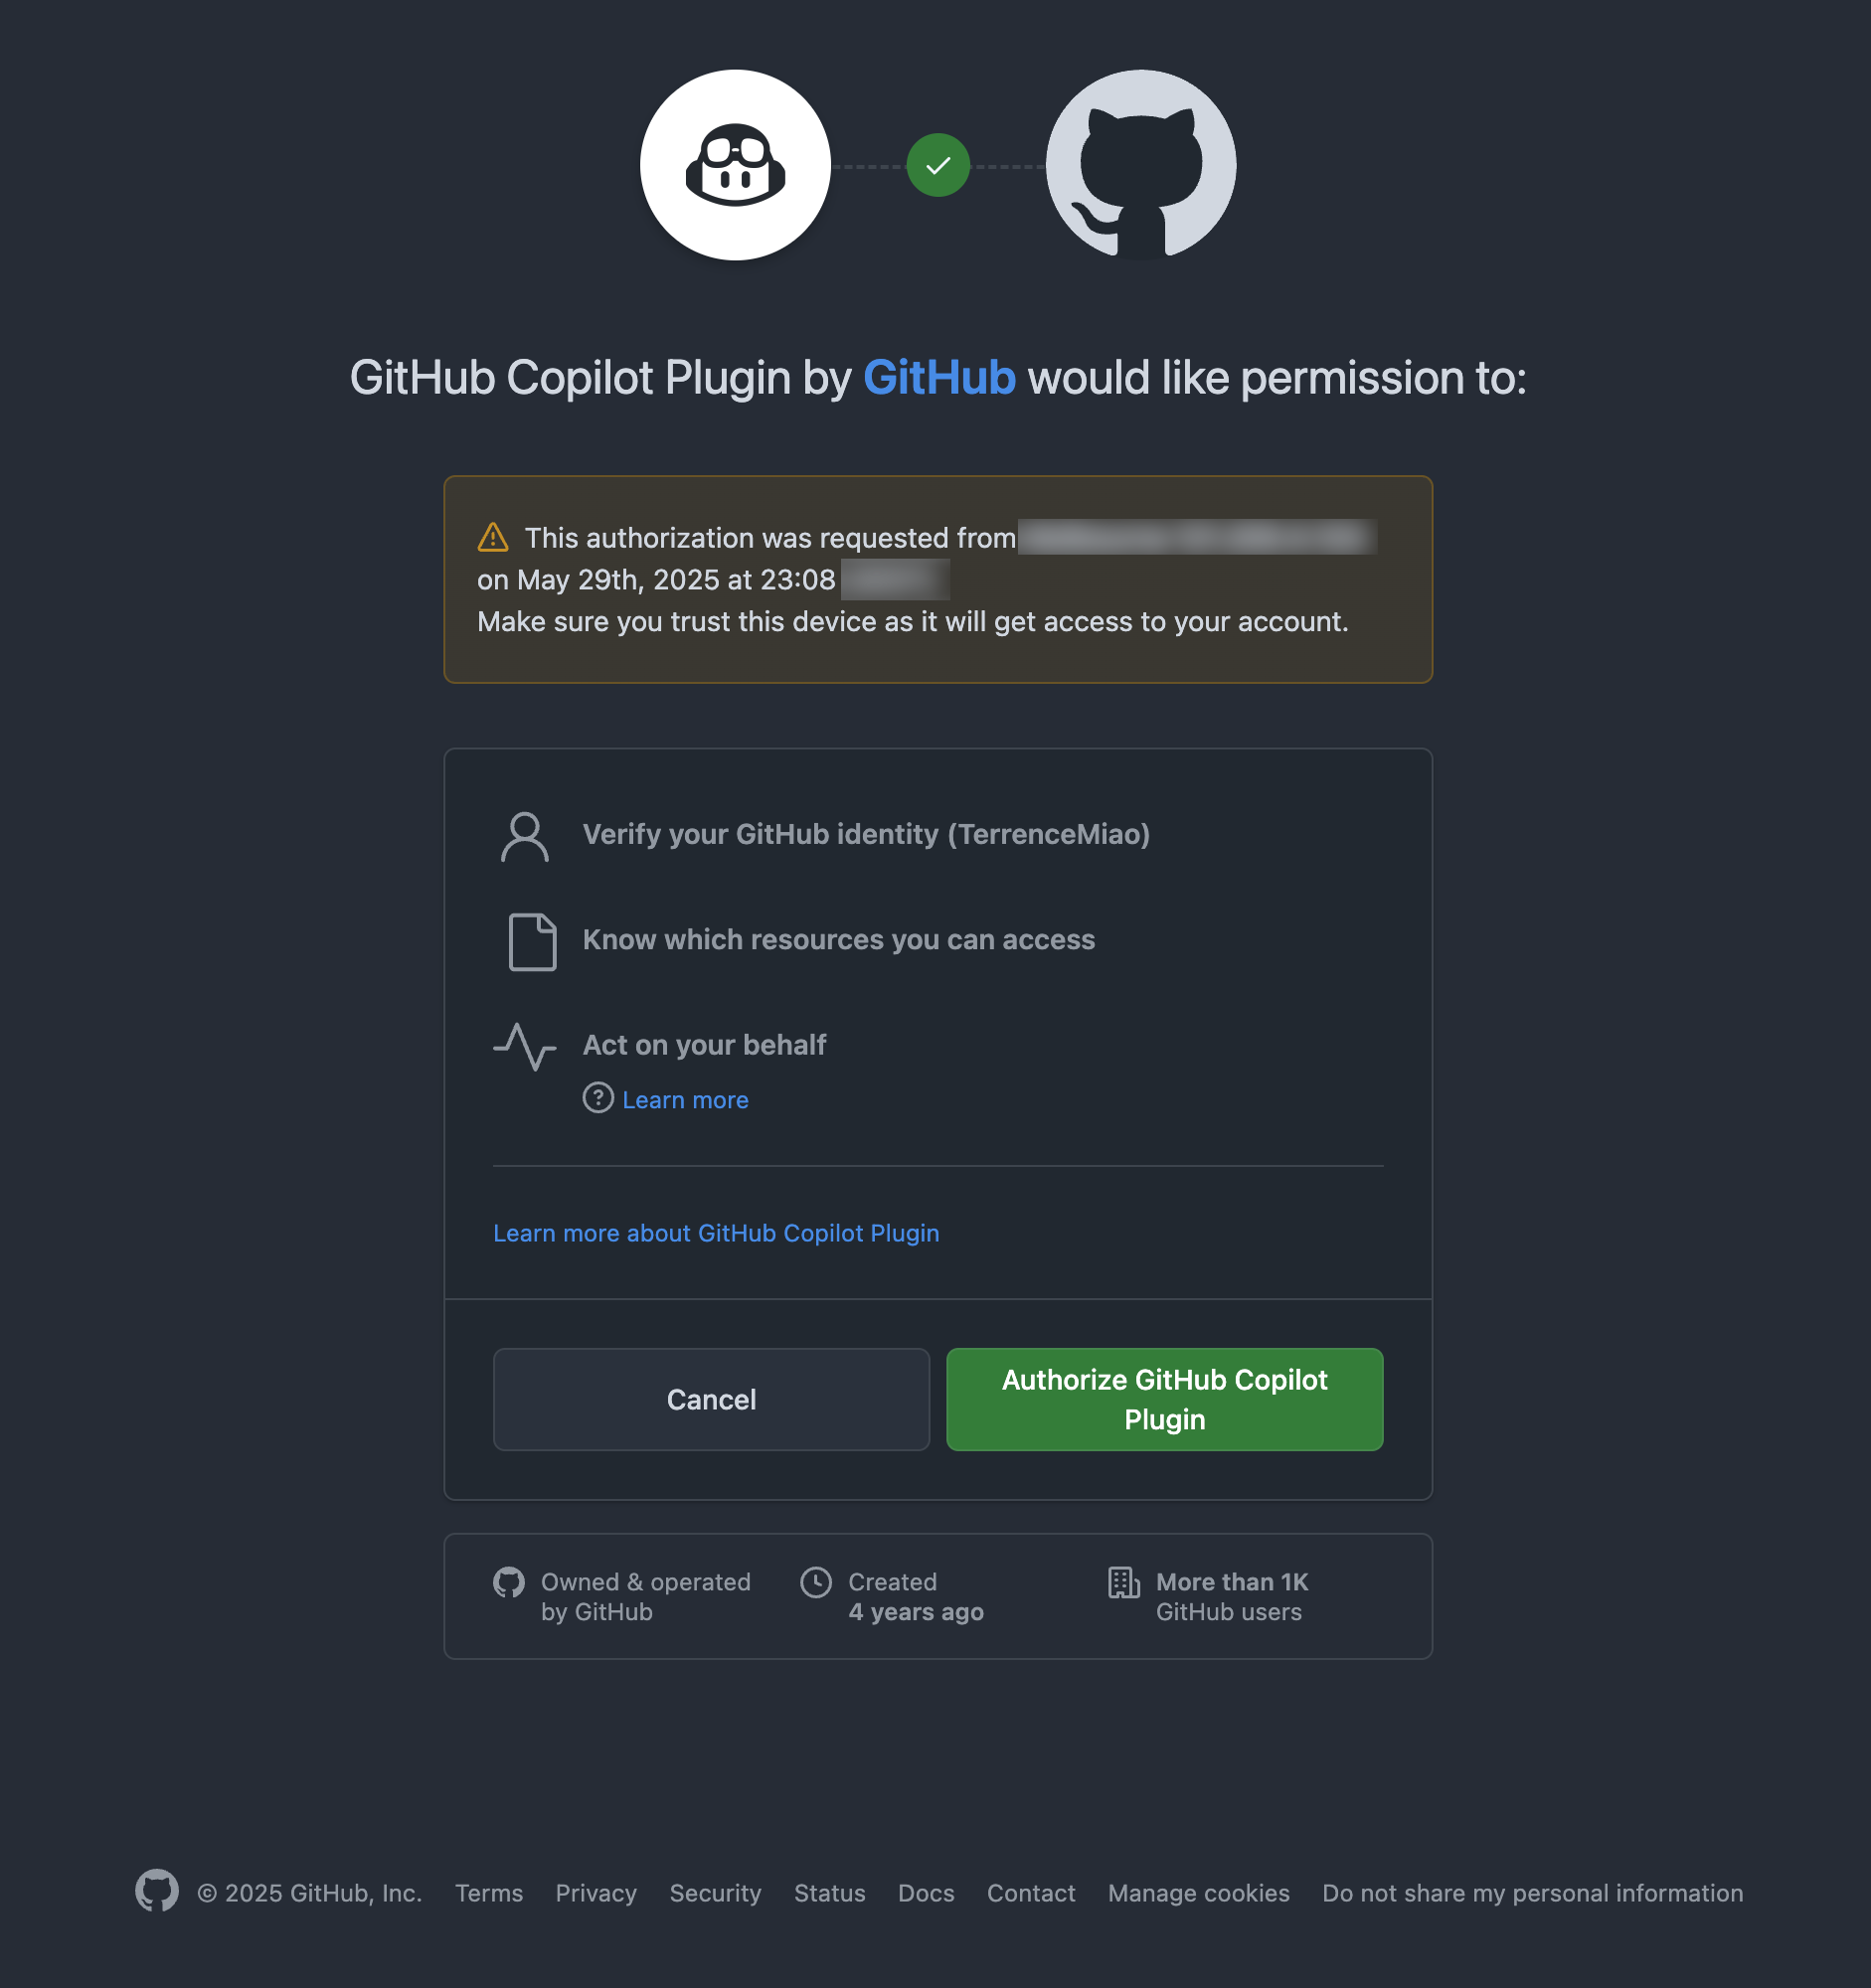 GitHub Copilot Plugin by GitHub would like permission to:
This authorization was requested from
on May 29th, 2025 at 23:08
Make sure you trust this device as it will get access to your account.
Verify your GitHub identity (TerrenceMiao)
Know which resources you can access
Act on your behalf
Learn more
Learn more about GitHub Copilot Plugin
Cancel
Authorize GitHub Copilot
Plugin
Owned & operated
by GitHub
Created
4 years ago
More than 1K
GitHub users
© 2025 GitHub, Inc. Terms Privacy Security Status Docs Contact Manage cookies Do not share my personal information